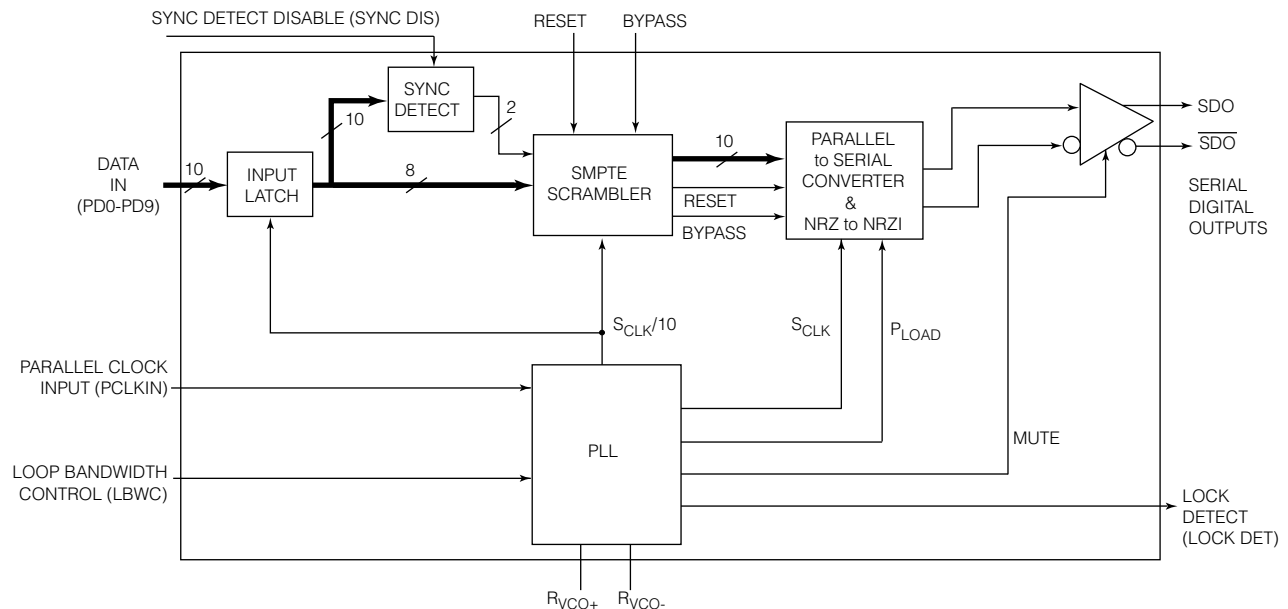 SYNC DETECT DISABLE (SYNC DIS)
RESET
BYPASS
SYNC
DETECT
2
10
DATA
IN
(PD0-PD9)
10
INPUT
LATCH
8
SMPTE
SCRAMBLER
10
RESET
BYPASS
PARALLEL
to SERIAL
CONVERTER
&
NRZ to NRZI
SDO
SDO
SERIAL
DIGITAL
OUTPUTS
SCLK/10
SCLK
PLOAD
PARALLEL CLOCK
INPUT (PCLKIN)
PLL
MUTE
LOOP BANDWIDTH
CONTROL (LBWC)
LOCK
DETECT
(LOCK DET)
RVCO+
RVCO-